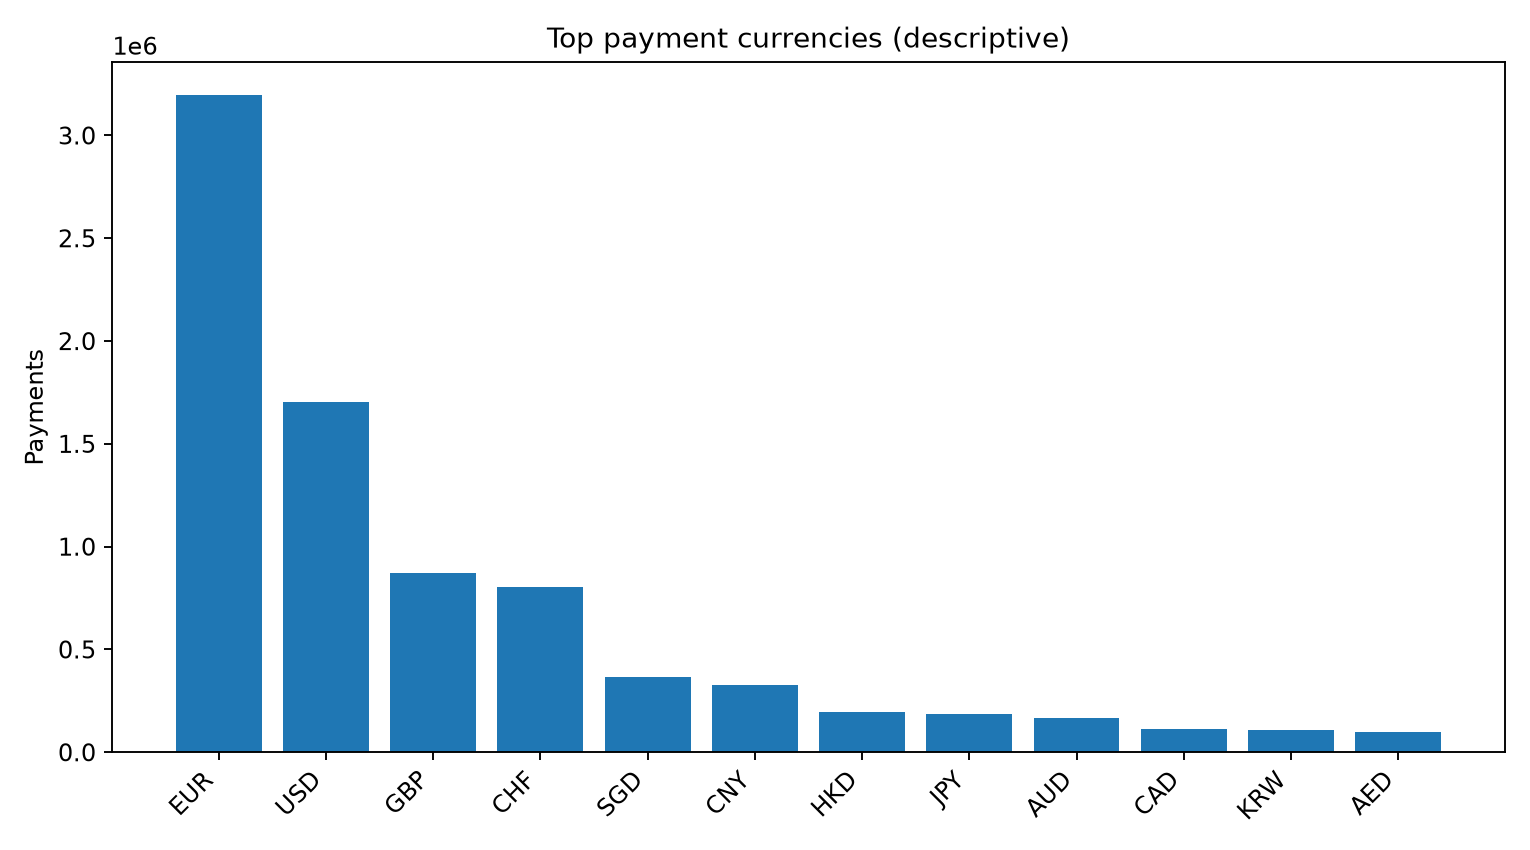 Top payment currencies (descriptive)
1e6
3.0
2.5
2.0
1.5
1.0
0.5
0.0
Payments
EUR
USD
GBP
CHF
SGD
CNY
HKD
JPY
AUD
CAD
KRW
AED